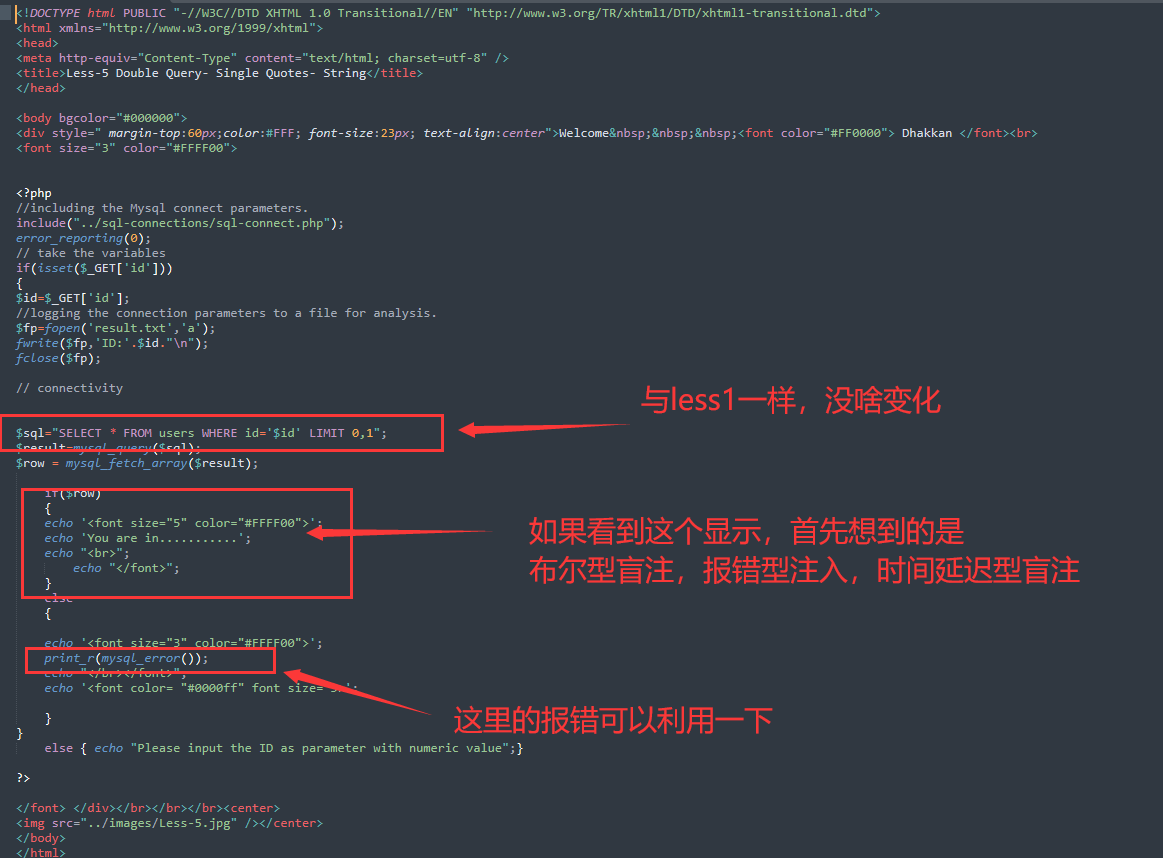 <!DOCTYPE html PUBLIC "-//W3C//DTD XHTML 1.0 Transitional//EN" "http://www.w3.org/TR/xhtml1/DTD/xhtml1-transitional.dtd">
<html xmlns="http://www.w3.org/1999/xhtml">
<head>
<meta http-equiv="Content-Type" content="text/html; charset=utf-8" />
<title>Less-5 Double Query- Single Quotes- String</title>
</head>
<body bgcolor="#000000">
<div style=" margin-top:60px;color:#FFF; font-size:23px; text-align:center">Welcome&nbsp;&nbsp;&nbsp;<font color="#FF0000"> Dhakkan </font><br>
<font size="3" color="#FFFF00">
<?php
//including the Mysql connect parameters.
include("../sql-connections/sql-connect.php");
error_reporting(0);
// take the variables
if(isset($_GET['id']))
{
$id=$_GET['id'];
//logging the connection parameters to a file for analysis.
$fp=fopen('result.txt','a');
fwrite($fp,'ID:'.$id."\n");
fclose($fp);
// connectivity
与less1一样，没啥变化
$sql="SELECT * FROM users WHERE id='$id' LIMIT 0,1";
$result=mysql_query($sql);
$row = mysql_fetch_array($result);
if($row)
{
echo '<font size="5" color="#FFFF00">';
echo 'You are in...........';
echo "<br>";
echo "</font>";
}
如果看到这个显示，首先想到的是
布尔型盲注，报错型注入，时间延迟型盲注
else
{
echo '<font size="3" color="#FFFF00">';
print_r(mysql_error());
echo "</br></font>";
echo '<font color= "#0000ff" font size= 3>';
}
这里的报错可以利用一下
}
else { echo "Please input the ID as parameter with numeric value";}
?>
</font> </div></br></br></br><center>
<img src="../images/Less-5.jpg" /></center>
</body>
</html>